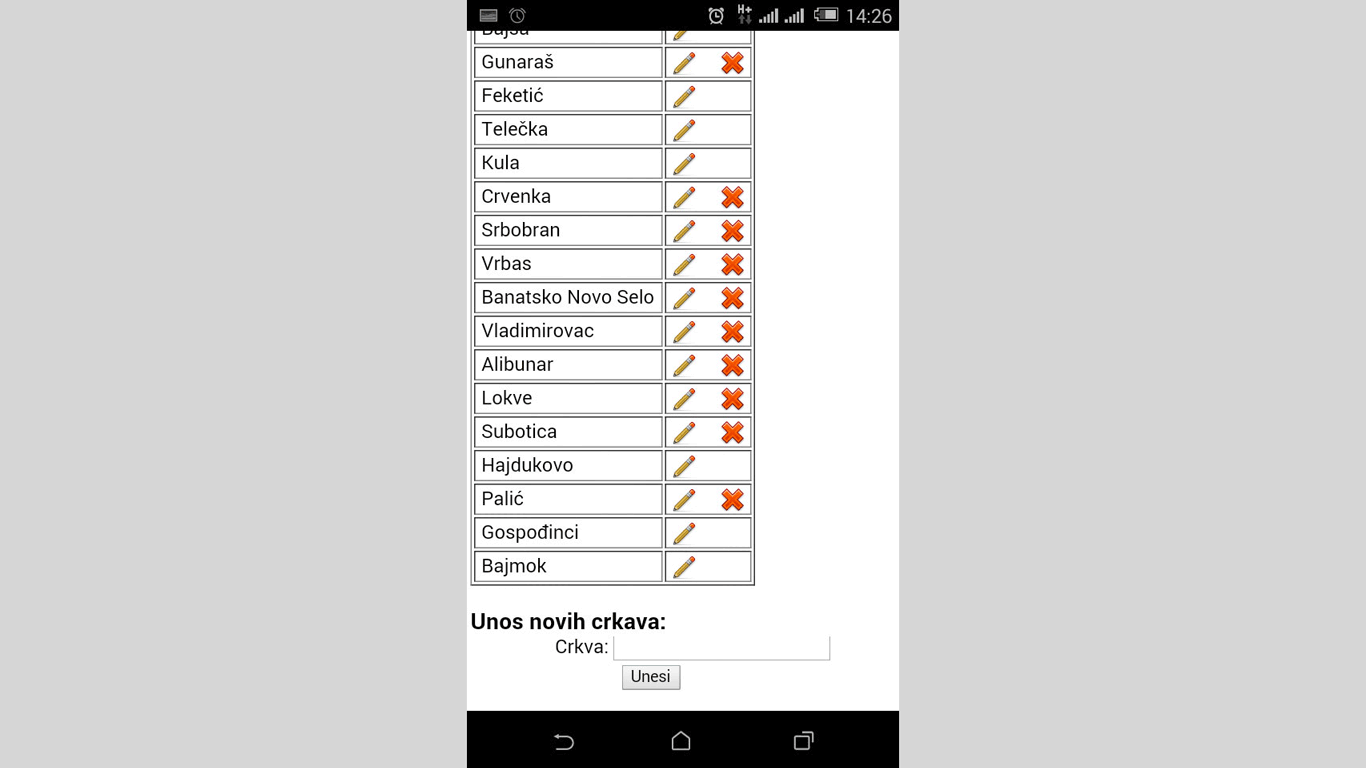 14:26
Bajsa
Gunaraš
Feketić
Telečka
Kula
Crvenka
Srbobran
Vrbas
Banatsko Novo Selo
Vladimirovac
Alibunar
Lokve
Subotica
Hajdukovo
Palić
Gospođinci
Bajmok
Unos novih crkava:
Crkva:
Unesi